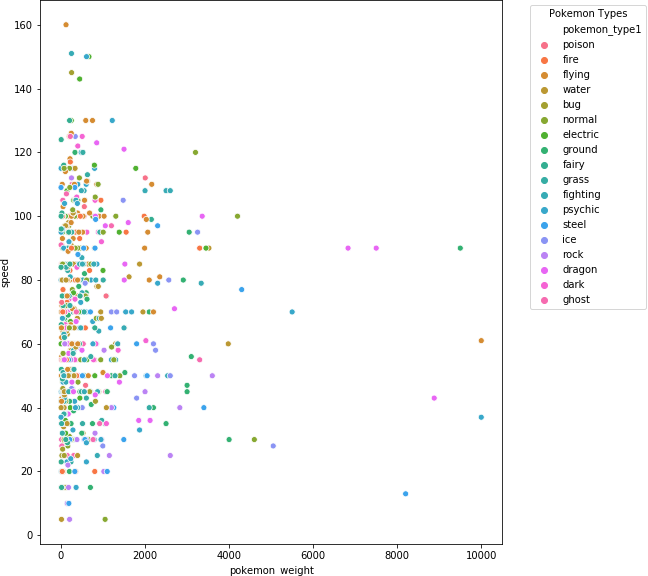 160
140
120
100
80
60
40
20
0
speed
0
2000
4000
6000
8000
10000
pokemon_weight
Pokemon Types
pokemon_type1
poison
fire
flying
water
bug
normal
electric
ground
fairy
grass
fighting
psychic
steel
ice
rock
dragon
dark
ghost